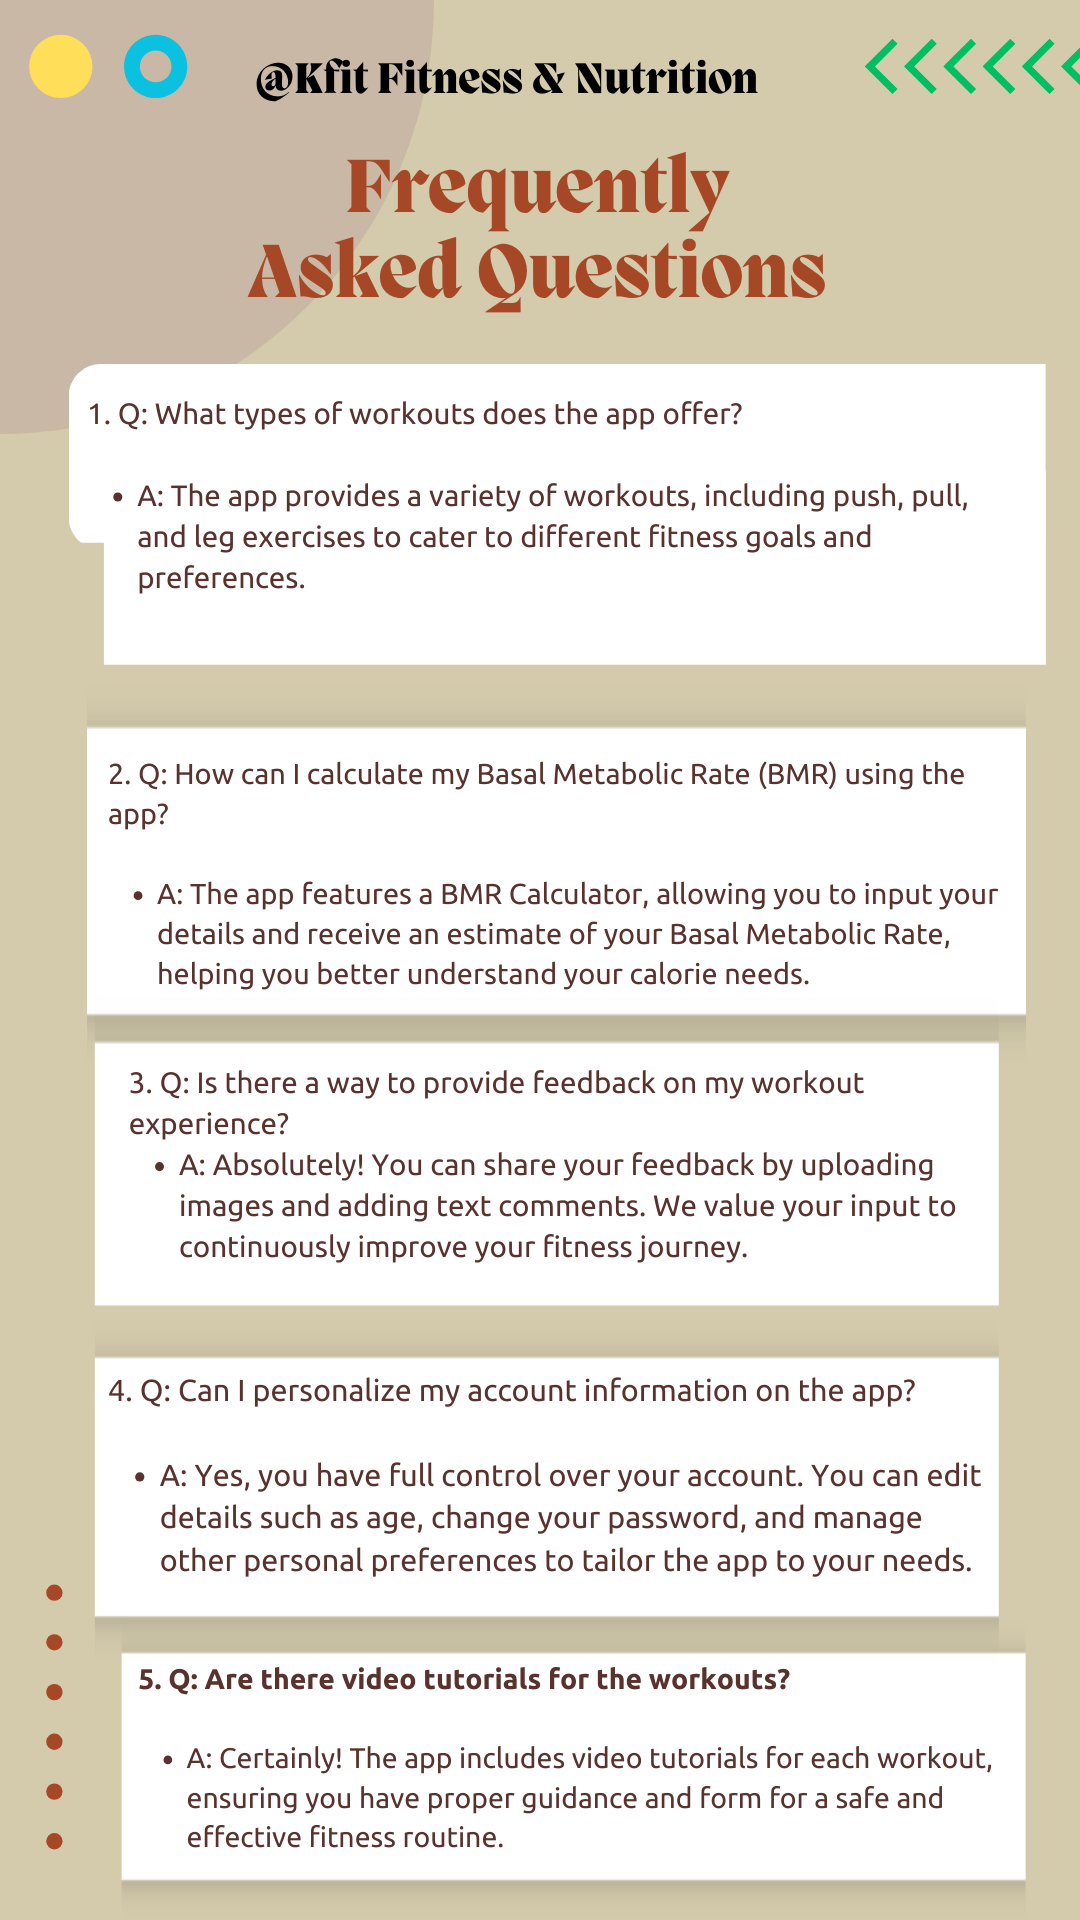 @Kfit Fitness & Nutrition
Frequently
Asked Questions
1. Q: What types of workouts does the app offer?
• A: The app provides a variety of workouts, including push, pull,
and leg exercises to cater to different fitness goals and
preferences.
2. Q: How can I calculate my Basal Metabolic Rate (BMR) using the
app?
• A: The app features a BMR Calculator, allowing you to input your
details and receive an estimate of your Basal Metabolic Rate,
helping you better understand your calorie needs.
3. Q: Is there a way to provide feedback on my workout
experience?
• A: Absolutely! You can share your feedback by uploading
images and adding text comments. We value your input to
continuously improve your fitness journey.
4. Q: Can I personalize my account information on the app?
• A: Yes, you have full control over your account. You can edit
details such as age, change your password, and manage
other personal preferences to tailor the app to your needs.
5. Q: Are there video tutorials for the workouts?
• A: Certainly! The app includes video tutorials for each workout,
ensuring you have proper guidance and form for a safe and
effective fitness routine.